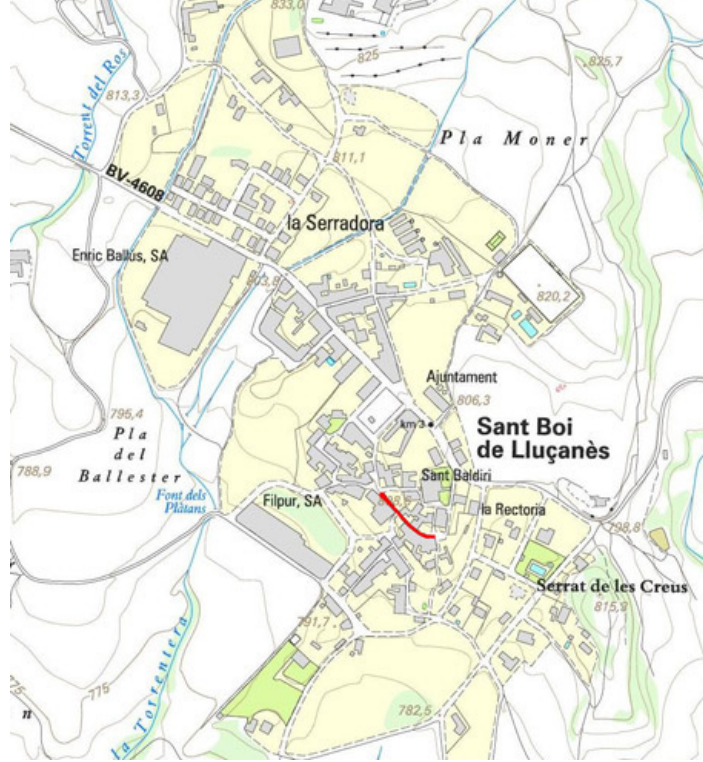 833,0
825
825,7
Torrent del Ros
813,3
Pla Moner
811,1
BV-4608
la Serradora
Enric Ballús, SA
803,8
820,2
Ajuntament
806,3
795,4
km 3
Sant Boi
de Lluçanès
Pla
del
Ballester
788,9
Sant Baldiri
Font dels
Plàtans
Filpur, SA
la Rectoria
798,8
Serrat de les Creus
815,2
791,7
775
775
n
la Torrentera
782,5